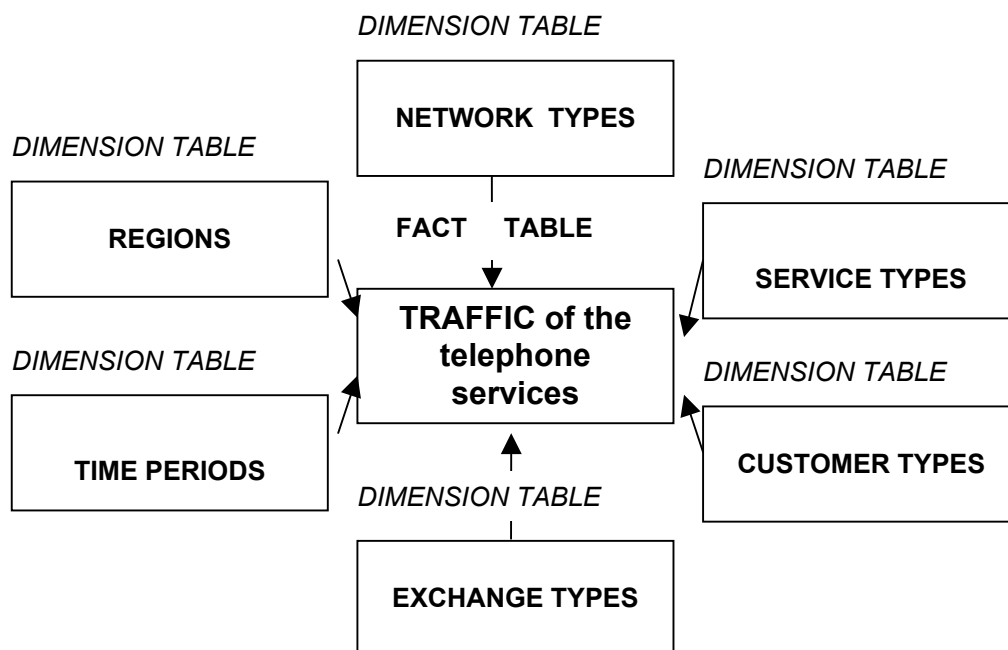 DIMENSION TABLE
NETWORK TYPES
DIMENSION TABLE
REGIONS
DIMENSION TABLE
SERVICE TYPES
FACT TABLE
TRAFFIC of the
telephone
services
DIMENSION TABLE
TIME PERIODS
DIMENSION TABLE
CUSTOMER TYPES
DIMENSION TABLE
EXCHANGE TYPES